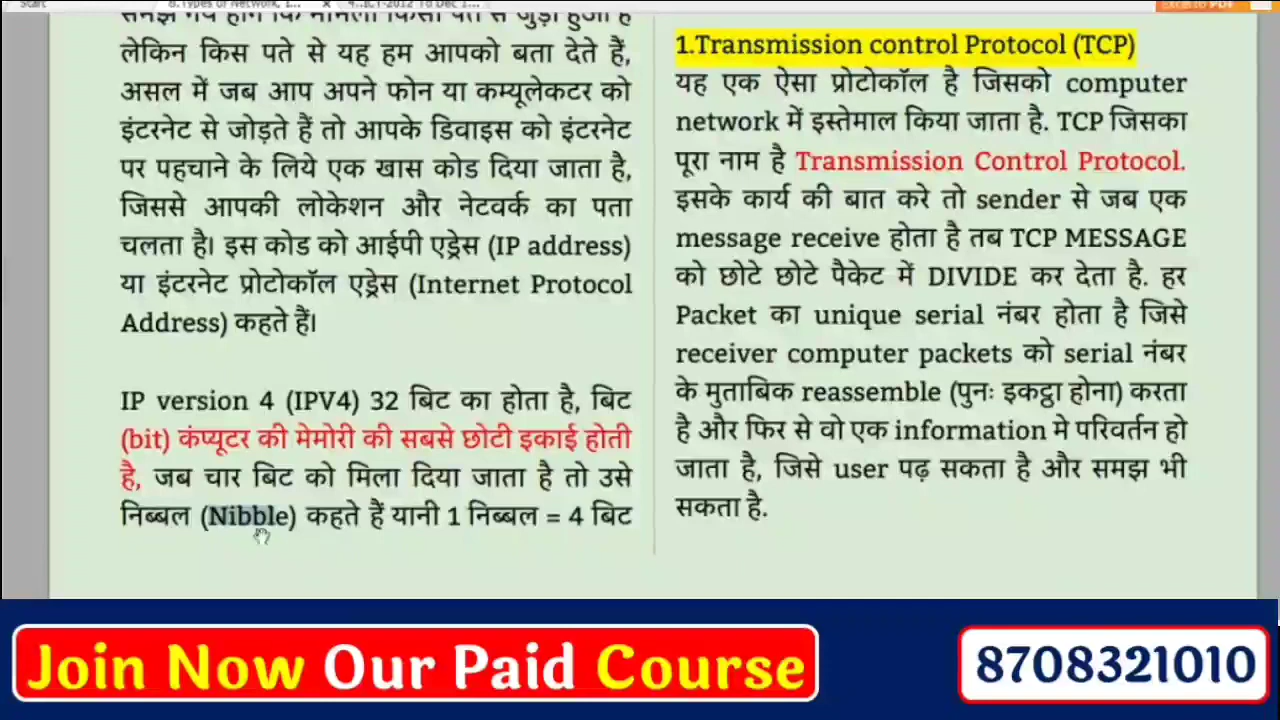 Start
समझ गये होंगे कि मामला किसी पते से जुड़ा हुआ है
लेकिन किस पते से यह हम आपको बता देते हैं,
असल में जब आप अपने फोन या कम्यूलेकटर को
इंटरनेट से जोड़ते हैं तो आपके डिवाइस को इंटरनेट
पर पहचाने के लिये एक खास कोड दिया जाता है,
जिससे आपकी लोकेशन और नेटवर्क का पता
चलता है। इस कोड को आईपी एड्रेस (IP address)
या इंटरनेट प्रोटोकॉल एड्रेस (Internet Protocol
Address) कहते हैं।
IP version 4 (IPV4) 32 बिट का होता है, बिट
(bit) कंप्यूटर की मेमोरी की सबसे छोटी इकाई होती
है, जब चार बिट को मिला दिया जाता है तो उसे
निब्बल (Nibble) कहते हैं यानी 1 निब्बल = 4 बिट
1.Transmission control Protocol (TCP)
यह एक ऐसा प्रोटोकॉल है जिसको computer
network में इस्तेमाल किया जाता है. TCP जिसका
पूरा नाम है Transmission Control Protocol.
इसके कार्य की बात करे तो sender से जब एक
message receive होता है तब TCP MESSAGE
को छोटे छोटे पैकेट में DIVIDE कर देता है. हर
Packet का unique serial नंबर होता है जिसे
receiver computer packets को serial नंबर
के मुताबिक reassemble (पुनः इकट्ठा होना) करता
है और फिर से वो एक information मे परिवर्तन हो
जाता है, जिसे user पढ़ सकता है और समझ भी
सकता है.
Join Now Our Paid Course
8708321010